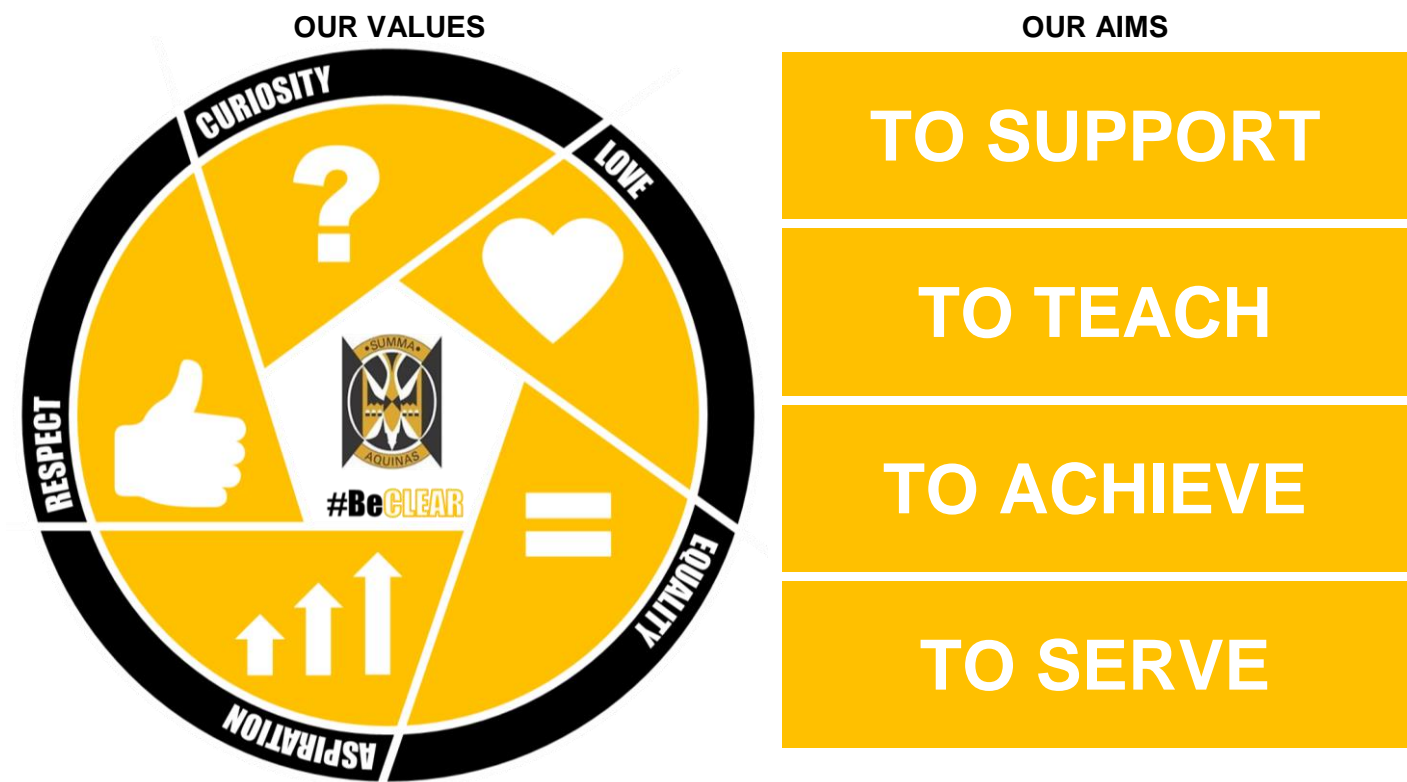 OUR VALUES
CURIOSITY
LOVE
EQUALITY
ASPIRATION
RESPECT
?
=
•SUMMA•
AQUINAS
#BeCLEAR
OUR AIMS
TO SUPPORT
TO TEACH
TO ACHIEVE
TO SERVE